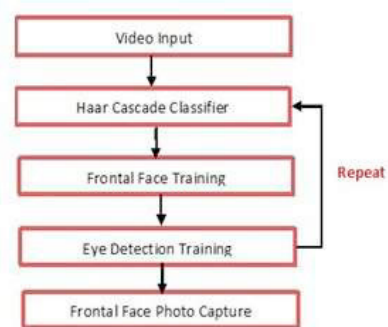 Video Input
Haar Cascade Classifier
Frontal Face Training
Repeat
Eye Detection Training
Frontal Face Photo Capture